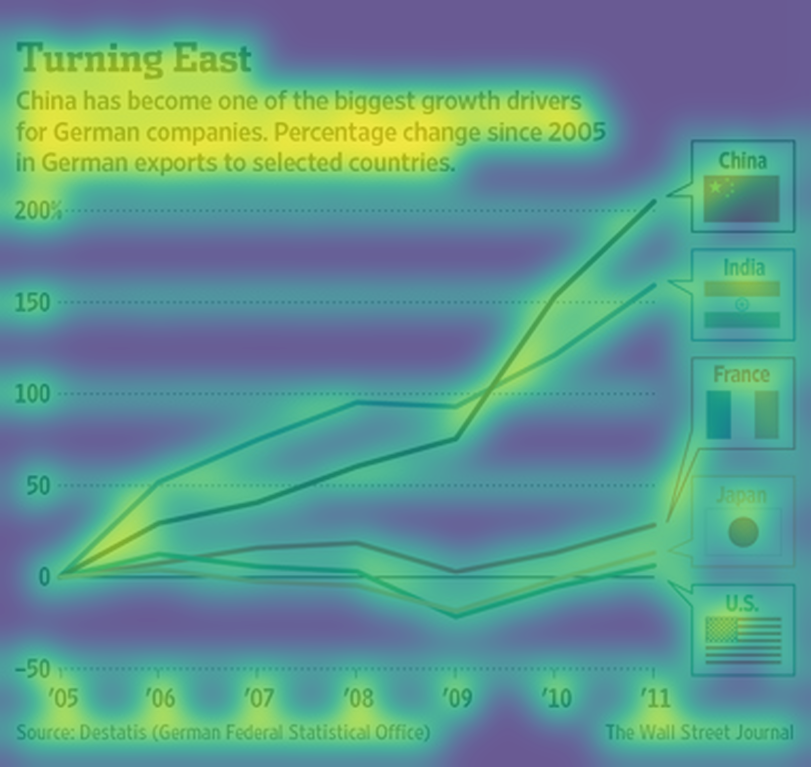 Turning East
China has become one of the biggest growth drivers
for German companies. Percentage change since 2005
in German exports to selected countries.
China
200%
India
150
France
100
Japan
50
U.S.
0
–50
'05 '06 '07 '08 '09 '10 '11
Source: Destatis (German Federal Statistical Office) The Wall Street Journal